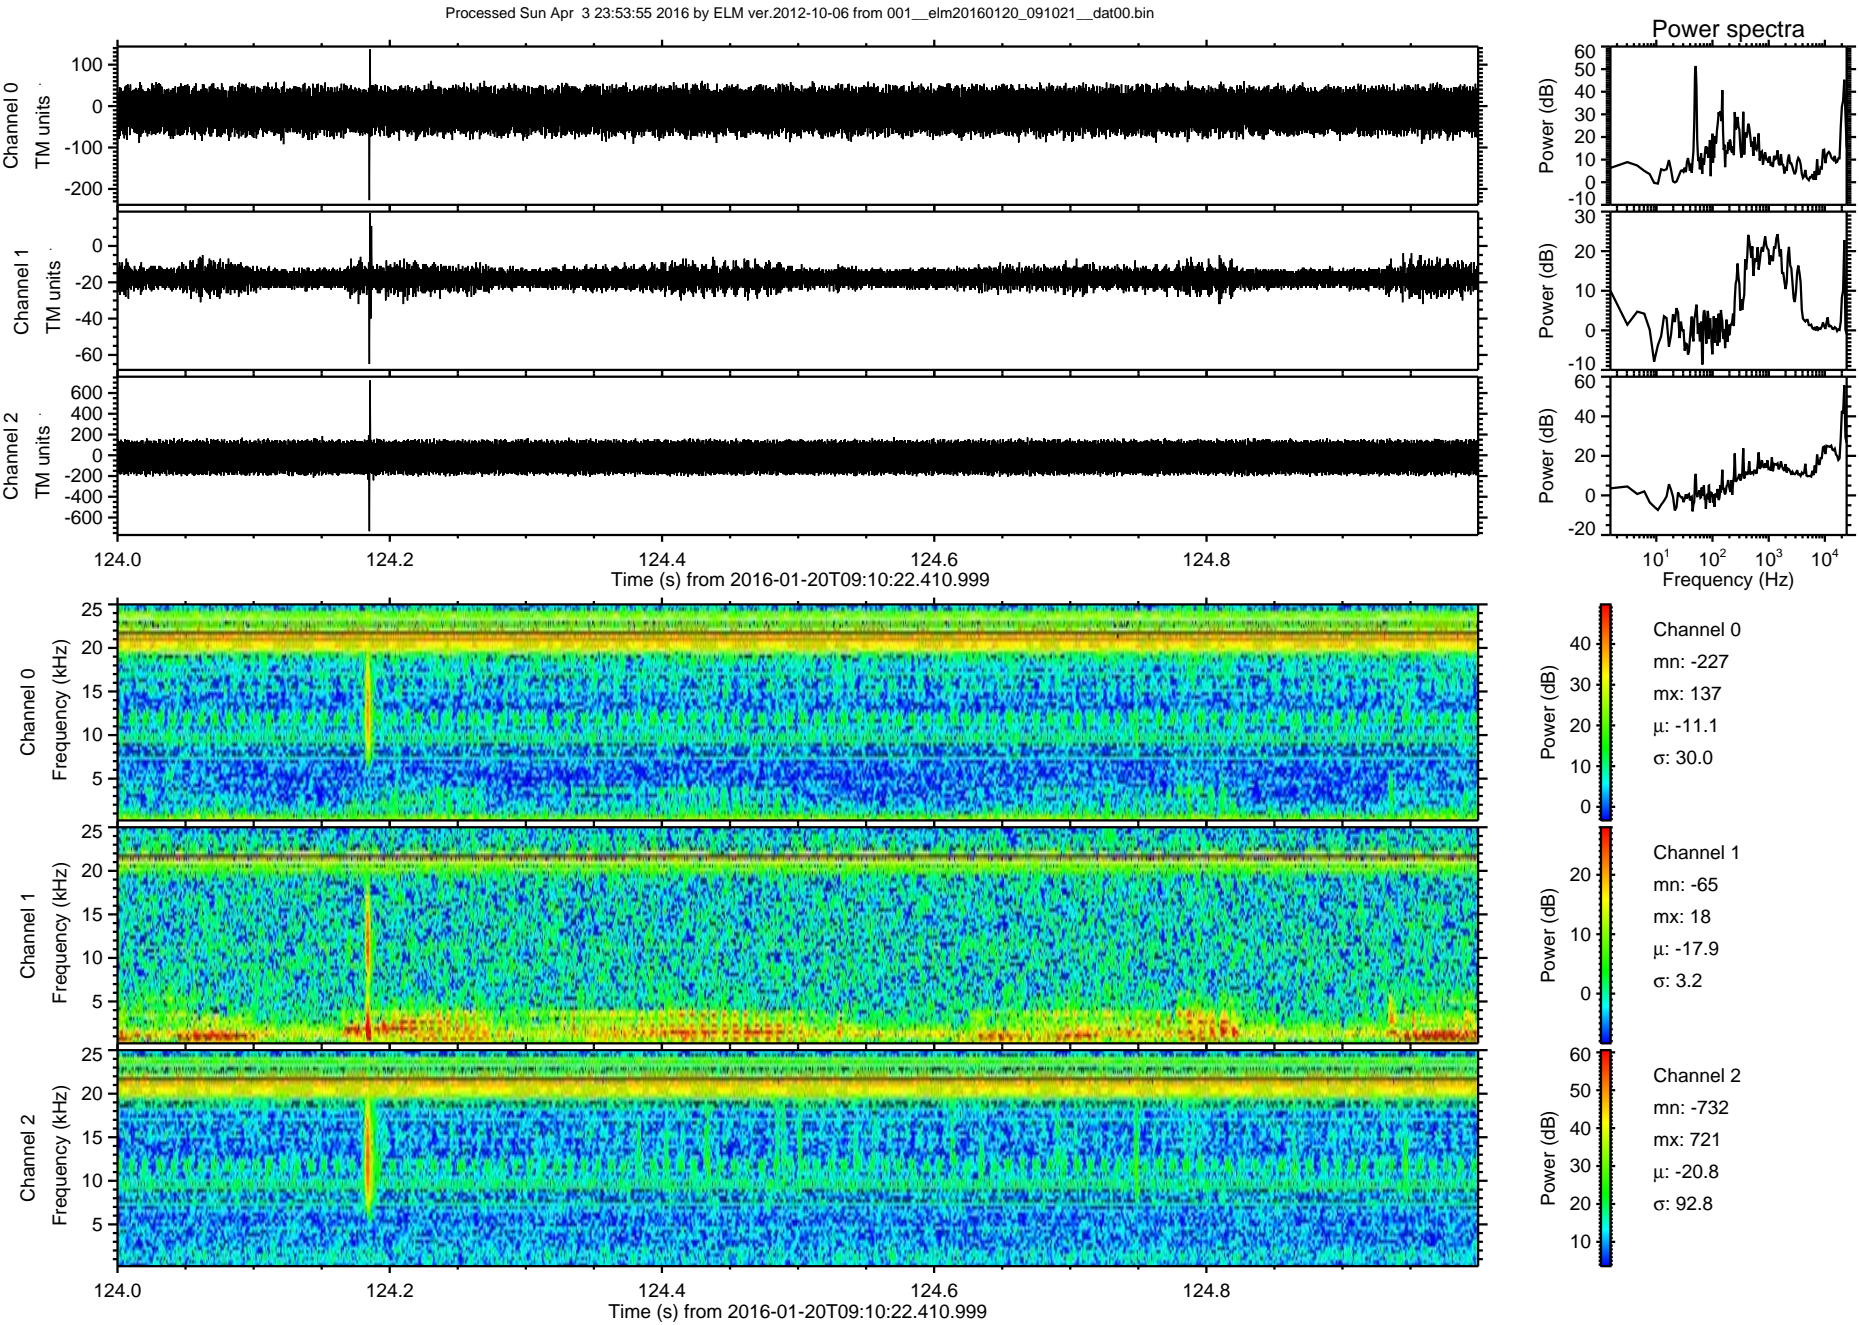 Processed Sun Apr  3 23:53:55 2016 by ELM ver.2012-10-06 from 001__elm20160120_091021__dat00.bin
Power spectra
Channel 0
TM units
100
0
-100
-200
Power (dB)
60
50
40
30
20
10
0
-10
Channel 1
TM units
0
-20
-40
-60
Power (dB)
30
20
10
0
-10
Channel 2
TM units
600
400
200
0
-200
-400
-600
Power (dB)
60
40
20
0
-20
124.0 124.2 124.4 124.6 124.8
Time (s) from 2016-01-20T09:10:22.410.999
10¹ 10² 10³ 10⁴
Frequency (Hz)
Channel 0
Frequency (kHz)
25
20
15
10
5
Power (dB)
40
30
20
10
0
Channel 0
mn: -227
mx: 137
µ: -11.1
σ: 30.0
Channel 1
Frequency (kHz)
25
20
15
10
5
Power (dB)
20
10
0
Channel 1
mn: -65
mx: 18
µ: -17.9
σ: 3.2
Channel 2
Frequency (kHz)
25
20
15
10
5
Power (dB)
60
50
40
30
20
10
Channel 2
mn: -732
mx: 721
µ: -20.8
σ: 92.8
124.0 124.2 124.4 124.6 124.8
Time (s) from 2016-01-20T09:10:22.410.999